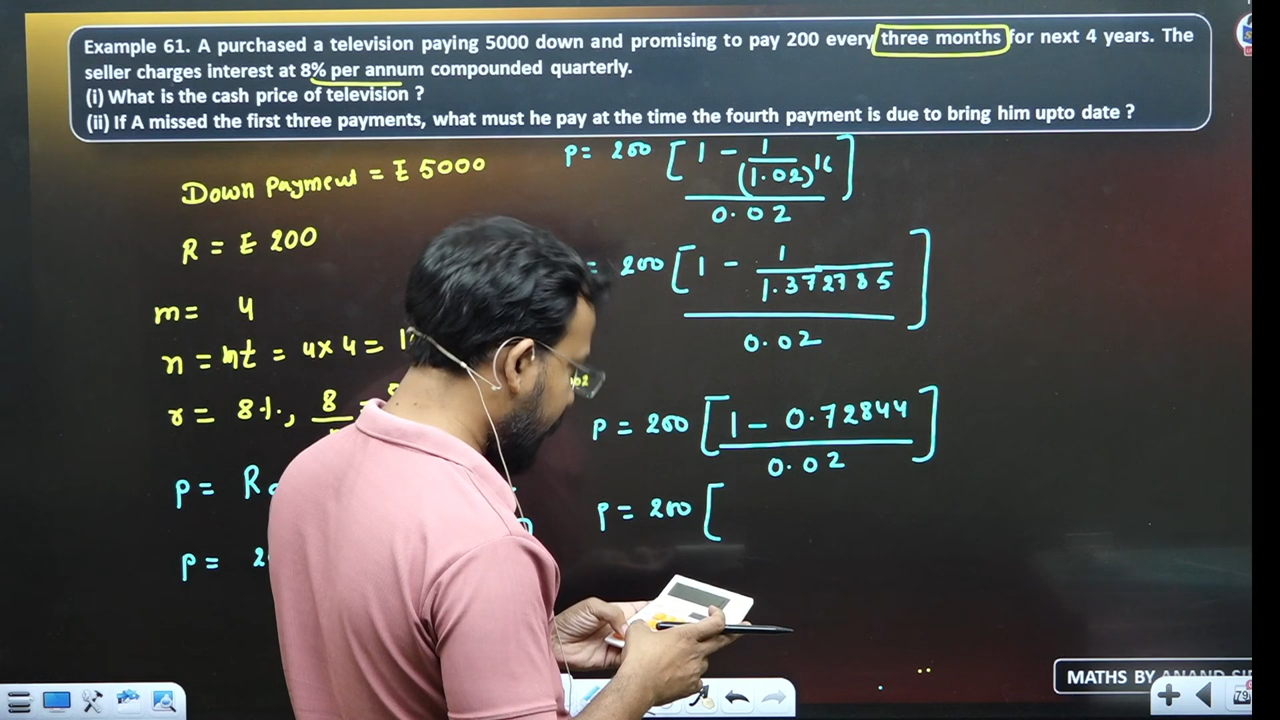 Example 61. A purchased a television paying 5000 down and promising to pay 200 every three months for next 4 years. The
seller charges interest at 8% per annum compounded quarterly.
(i) What is the cash price of television ?
(ii) If A missed the first three payments, what must he pay at the time the fourth payment is due to bring him upto date ?
Down Payment = ₹ 5000
R = ₹ 200
m = 4
n = mt = 4 x 4 =
r = 8%, 8
P = R
P = 2
P = 200 [ 1 - 1 / (1.02)^16 ] / 0.02
= 200 [ 1 - 1 / 1.372785 ] / 0.02
P = 200 [ 1 - 0.72844 ] / 0.02
P = 200 [
MATHS BY